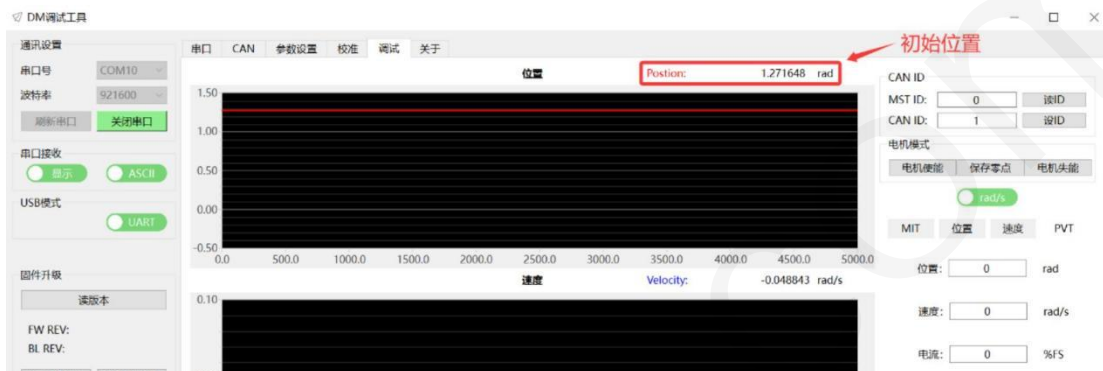 DM调试工具
通讯设置
串口号 COM10
波特率 921600
刷新串口 关闭串口
串口接收
显示 ASCII
USB模式
UART
固件升级
读版本
FW REV:
BL REV:
串口 CAN 参数设置 校准 调试 关于
初始位置
位置 Postion: 1.271648 rad
1.50
1.00
0.50
0.00
-0.50
0.0 500.0 1000.0 1500.0 2000.0 2500.0 3000.0 3500.0 4000.0 4500.0 5000.0
速度 Velocity: -0.048843 rad/s
0.10
CAN ID
MST ID: 0 读ID
CAN ID: 1 设ID
电机模式
电机使能 保存零点 电机失能
rad/s
MIT 位置 速度 PVT
位置: 0 rad
速度: 0 rad/s
电流: 0 %FS